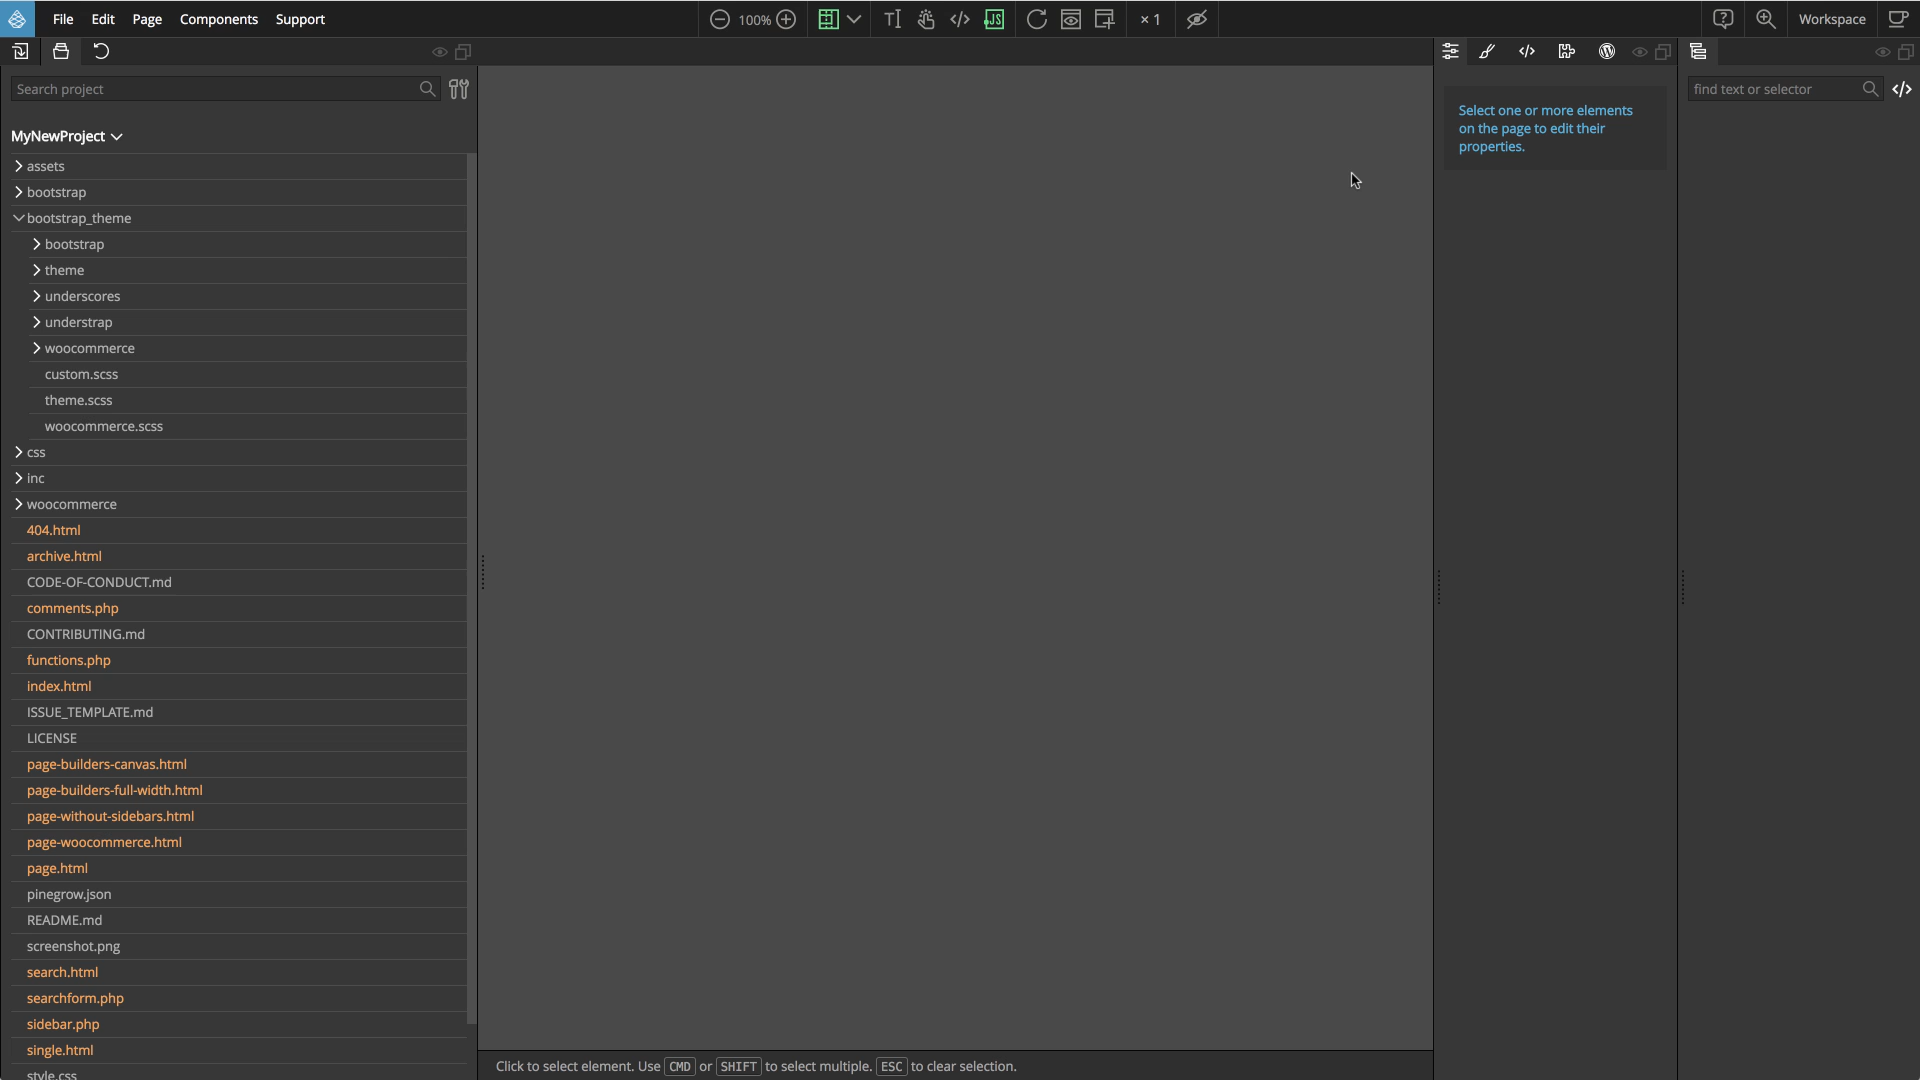 File Edit Page Components Support
100%
JS
× 1
Workspace
Search project
find text or selector
MyNewProject
Select one or more elements
on the page to edit their
properties.
assets
bootstrap
bootstrap_theme
bootstrap
theme
underscores
understrap
woocommerce
custom.scss
theme.scss
woocommerce.scss
css
inc
woocommerce
404.html
archive.html
CODE-OF-CONDUCT.md
comments.php
CONTRIBUTING.md
functions.php
index.html
ISSUE_TEMPLATE.md
LICENSE
page-builders-canvas.html
page-builders-full-width.html
page-without-sidebars.html
page-woocommerce.html
page.html
pinegrow.json
README.md
screenshot.png
search.html
searchform.php
sidebar.php
single.html
style.css
Click to select element. Use CMD or SHIFT to select multiple. ESC to clear selection.